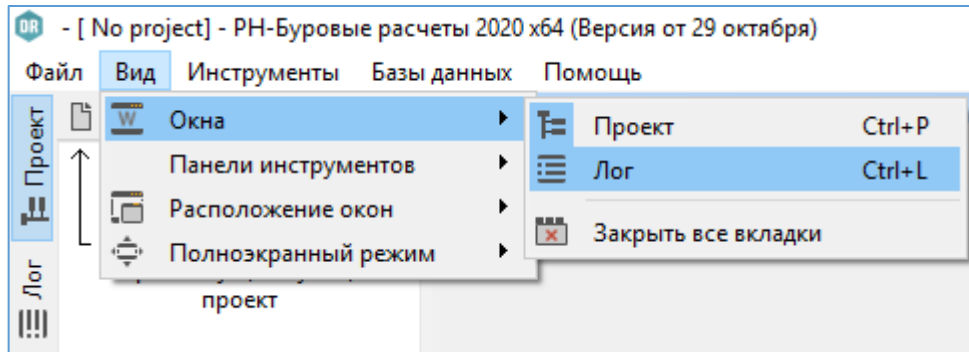 DR - [ No project] - РН-Буровые расчеты 2020 x64 (Версия от 29 октября)
Файл Вид Инструменты Базы данных Помощь
Проект
Лог
W Окна
Панели инструментов
Расположение окон
Полноэкранный режим
Проект Ctrl+P
Лог Ctrl+L
Закрыть все вкладки
проект